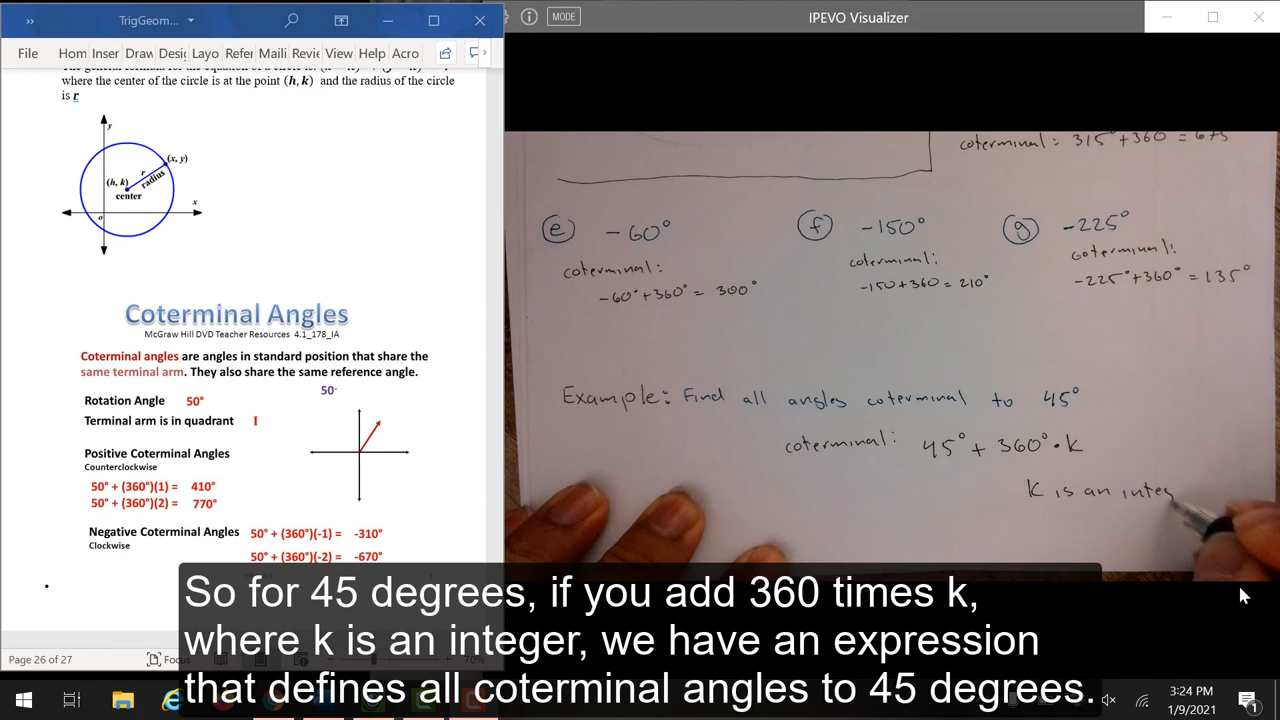 TrigGeom...
File Hom Inser Draw Desig Layo Refer Maili Revie View Help Acro
where the center of the circle is at the point (h, k) and the radius of the circle
is r
y
(x, y)
r
radius
(h, k)
center
x
o
Coterminal Angles
McGraw Hill DVD Teacher Resources 4.1_178_IA
Coterminal angles are angles in standard position that share the
same terminal arm. They also share the same reference angle.
50°
Rotation Angle 50°
Terminal arm is in quadrant I
Positive Coterminal Angles
Counterclockwise
50° + (360°)(1) = 410°
50° + (360°)(2) = 770°
Negative Coterminal Angles
Clockwise
50° + (360°)(-1) = -310°
50° + (360°)(-2) = -670°
Page 26 of 27
Focus
70%
MODE
IPEVO Visualizer
coterminal: 315° + 360 = 675
e -60°
coterminal:
-60° + 360° = 300°
f -150°
coterminal:
-150 + 360 = 210°
g -225°
coterminal:
-225° + 360° = 135°
Example: Find all angles coterminal to 45°
coterminal: 45° + 360° • k
k is an integ
So for 45 degrees, if you add 360 times k,
where k is an integer, we have an expression
that defines all coterminal angles to 45 degrees.
3:24 PM
1/9/2021
1